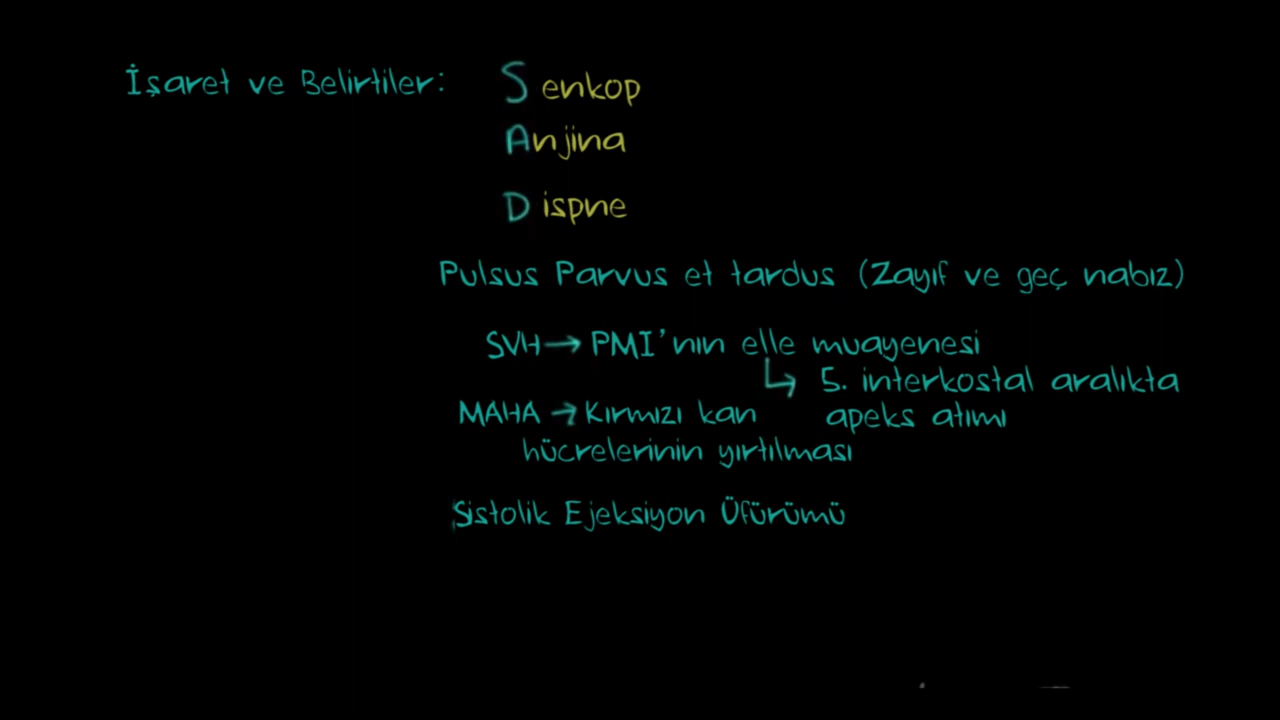 İşaret ve Belirtiler: Senkop
Anjina
Dispne
Pulsus Parvus et tardus (Zayıf ve geç nabız)
SVH → PMI'nın elle muayenesi
↳ 5. interkostal aralıkta
MAHA → Kırmızı kan apeks atımı
hücrelerinin yırtılması
Sistolik Ejeksiyon Üfürümü